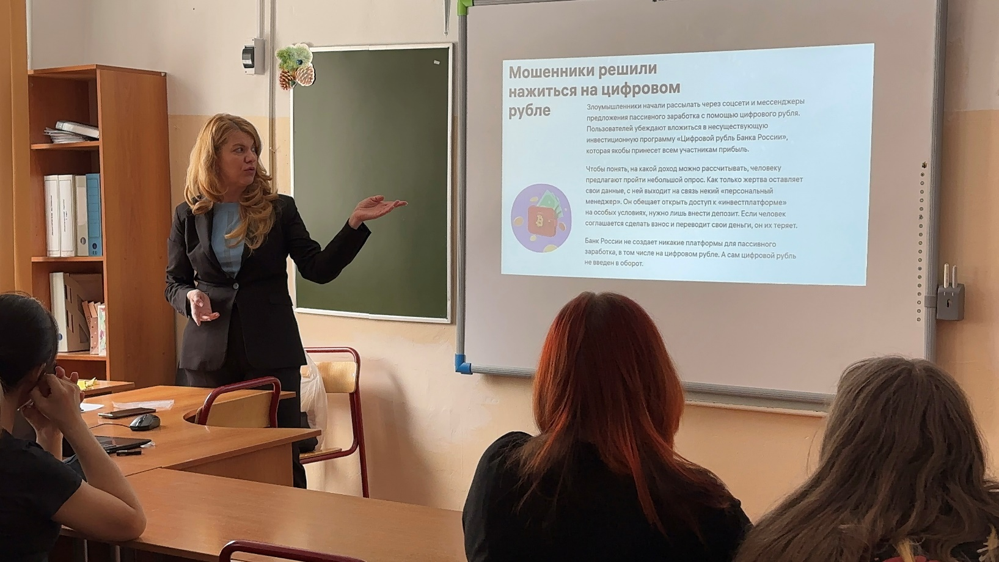 Мошенники решили
нажиться на цифровом
рубле
Злоумышленники начали рассылать через соцсети и мессенджеры
предложения пассивного заработка с помощью цифрового рубля.
Пользователей убеждают вложиться в несуществующую
инвестиционную программу «Цифровой рубль Банка России»,
которая якобы принесет всем участникам прибыль.
Чтобы понять, на какой доход можно рассчитывать, человеку
предлагают пройти небольшой опрос. Как только жертва оставляет
свои данные, с ней выходит на связь некий «персональный
менеджер». Он обещает открыть доступ к «инвестплатформе»
на особых условиях, нужно лишь внести депозит. Если человек
соглашается сделать взнос и переводит свои деньги, он их теряет.
Банк России не создает никакие платформы для пассивного
заработка, в том числе на цифровом рубле. А сам цифровой рубль
не введен в оборот.